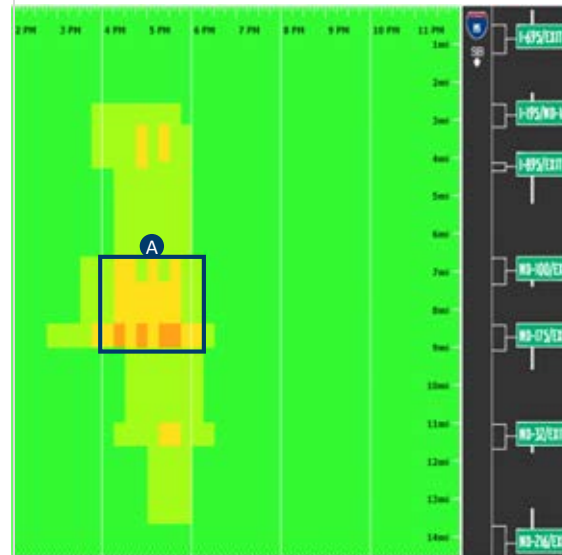 2 PM 3 PM 4 PM 5 PM 6 PM 7 PM 8 PM 9 PM 10 PM 11 PM
1mi
2mi
3mi
4mi
5mi
6mi
7mi
8mi
9mi
10mi
11mi
12mi
13mi
14mi
A
SB
I-695/EXIT
I-195/MD-1
I-895/EXIT
MD-100/EX
MD-175/EX
MD-32/EXI
MD-216/EX